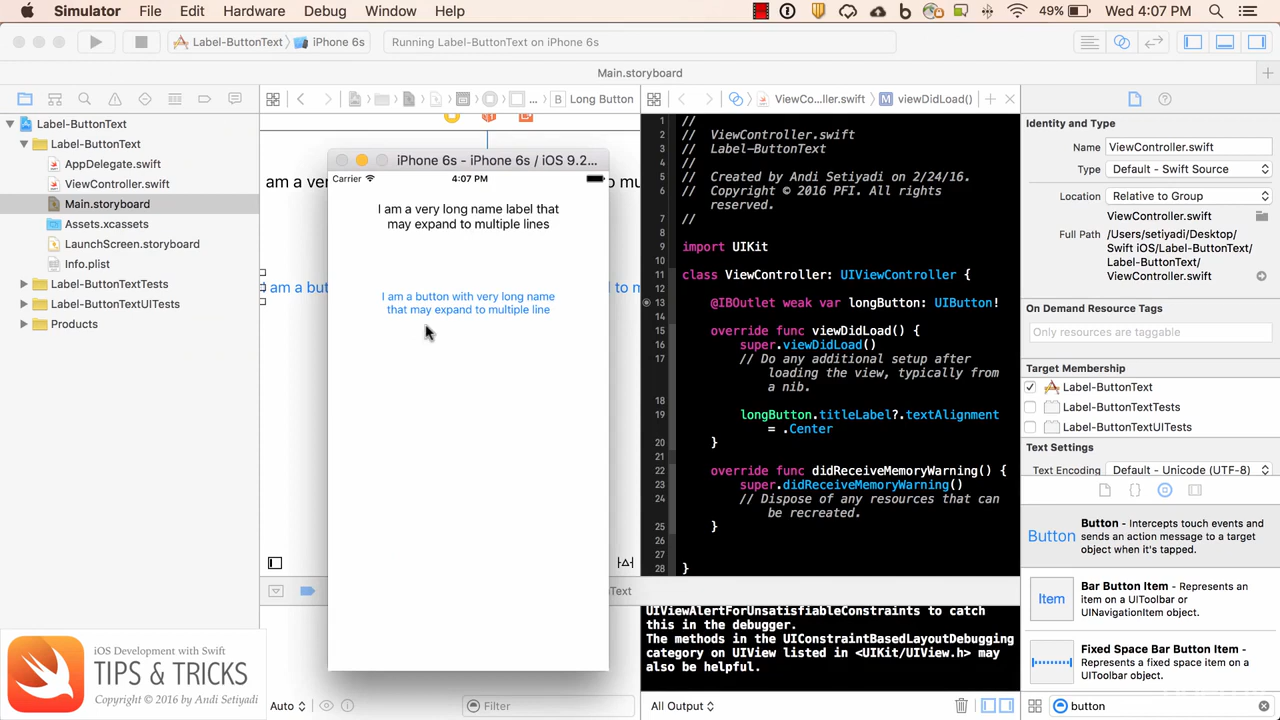 Simulator File Edit Hardware Debug Window Help 49% Wed 4:07 PM
Label-ButtonText iPhone 6s Running Label-ButtonText on iPhone 6s
Main.storyboard
... Long Button
ViewCo...ller.swift viewDidLoad()
Label-ButtonText
Label-ButtonText
AppDelegate.swift
ViewController.swift
Main.storyboard
Assets.xcassets
LaunchScreen.storyboard
Info.plist
Label-ButtonTextTests
Label-ButtonTextUITests
Products
am a ver
mu
am a but
d to m
iPhone 6s - iPhone 6s / iOS 9.2...
Carrier 4:07 PM
I am a very long name label that
may expand to multiple lines
I am a button with very long name
that may expand to multiple line
1 //
2 // ViewController.swift
3 // Label-ButtonText
4 //
5 // Created by Andi Setiyadi on 2/24/16.
6 // Copyright © 2016 PFI. All rights
reserved.
7 //
8
9 import UIKit
10
11 class ViewController: UIViewController {
12
13 @IBOutlet weak var longButton: UIButton!
14
15 override func viewDidLoad() {
16 super.viewDidLoad()
17 // Do any additional setup after
loading the view, typically from
a nib.
18
19 longButton.titleLabel?.textAlignment
= .Center
20 }
21
22 override func didReceiveMemoryWarning() {
23 super.didReceiveMemoryWarning()
24 // Dispose of any resources that can
be recreated.
25 }
26
27
28 }
Text
UIViewAlertForUnsatisfiableConstraints to catch
this in the debugger.
The methods in the UIConstraintBasedLayoutDebugging
category on UIView listed in <UIKit/UIView.h> may
also be helpful.
Auto Filter All Output
Identity and Type
Name ViewController.swift
Type Default - Swift Source
Location Relative to Group
ViewController.swift
Full Path /Users/setiyadi/Desktop/
Swift iOS/Label-ButtonText/
Label-ButtonText/
ViewController.swift
On Demand Resource Tags
Only resources are taggable
Target Membership
Label-ButtonText
Label-ButtonTextTests
Label-ButtonTextUITests
Text Settings
Text Encoding Default - Unicode (UTF-8)
{}
Button
Button - Intercepts touch events and
sends an action message to a target
object when it's tapped.
Item
Bar Button Item - Represents an
item on a UIToolbar or
UINavigationItem object.
Fixed Space Bar Button Item -
Represents a fixed space item on a
UIToolbar object.
button
iOS Development with Swift
TIPS & TRICKS
Copyright © 2016 by Andi Setiyadi